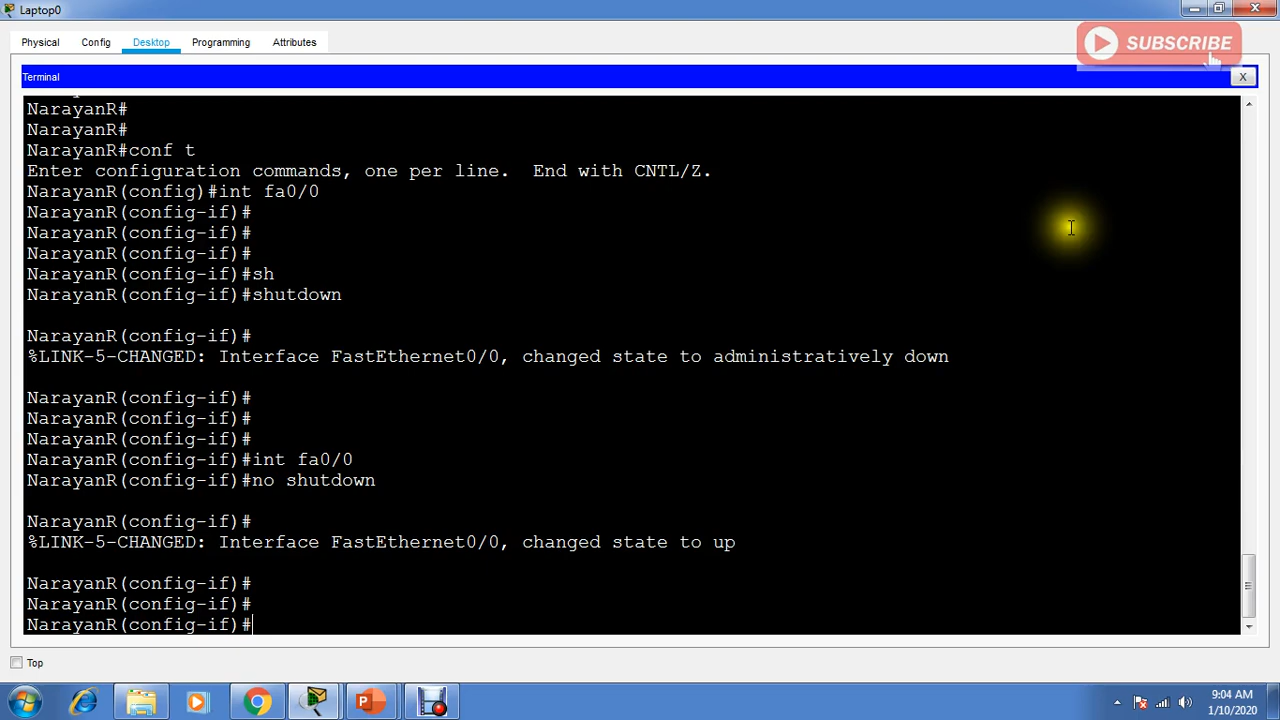 Laptop0
Physical Config Desktop Programming Attributes
SUBSCRIBE
Terminal X
NarayanR#
NarayanR#
NarayanR#conf t
Enter configuration commands, one per line.  End with CNTL/Z.
NarayanR(config)#int fa0/0
NarayanR(config-if)#
NarayanR(config-if)#
NarayanR(config-if)#
NarayanR(config-if)#sh
NarayanR(config-if)#shutdown
NarayanR(config-if)#
%LINK-5-CHANGED: Interface FastEthernet0/0, changed state to administratively down
NarayanR(config-if)#
NarayanR(config-if)#
NarayanR(config-if)#
NarayanR(config-if)#int fa0/0
NarayanR(config-if)#no shutdown
NarayanR(config-if)#
%LINK-5-CHANGED: Interface FastEthernet0/0, changed state to up
NarayanR(config-if)#
NarayanR(config-if)#
NarayanR(config-if)#
Top
9:04 AM
1/10/2020